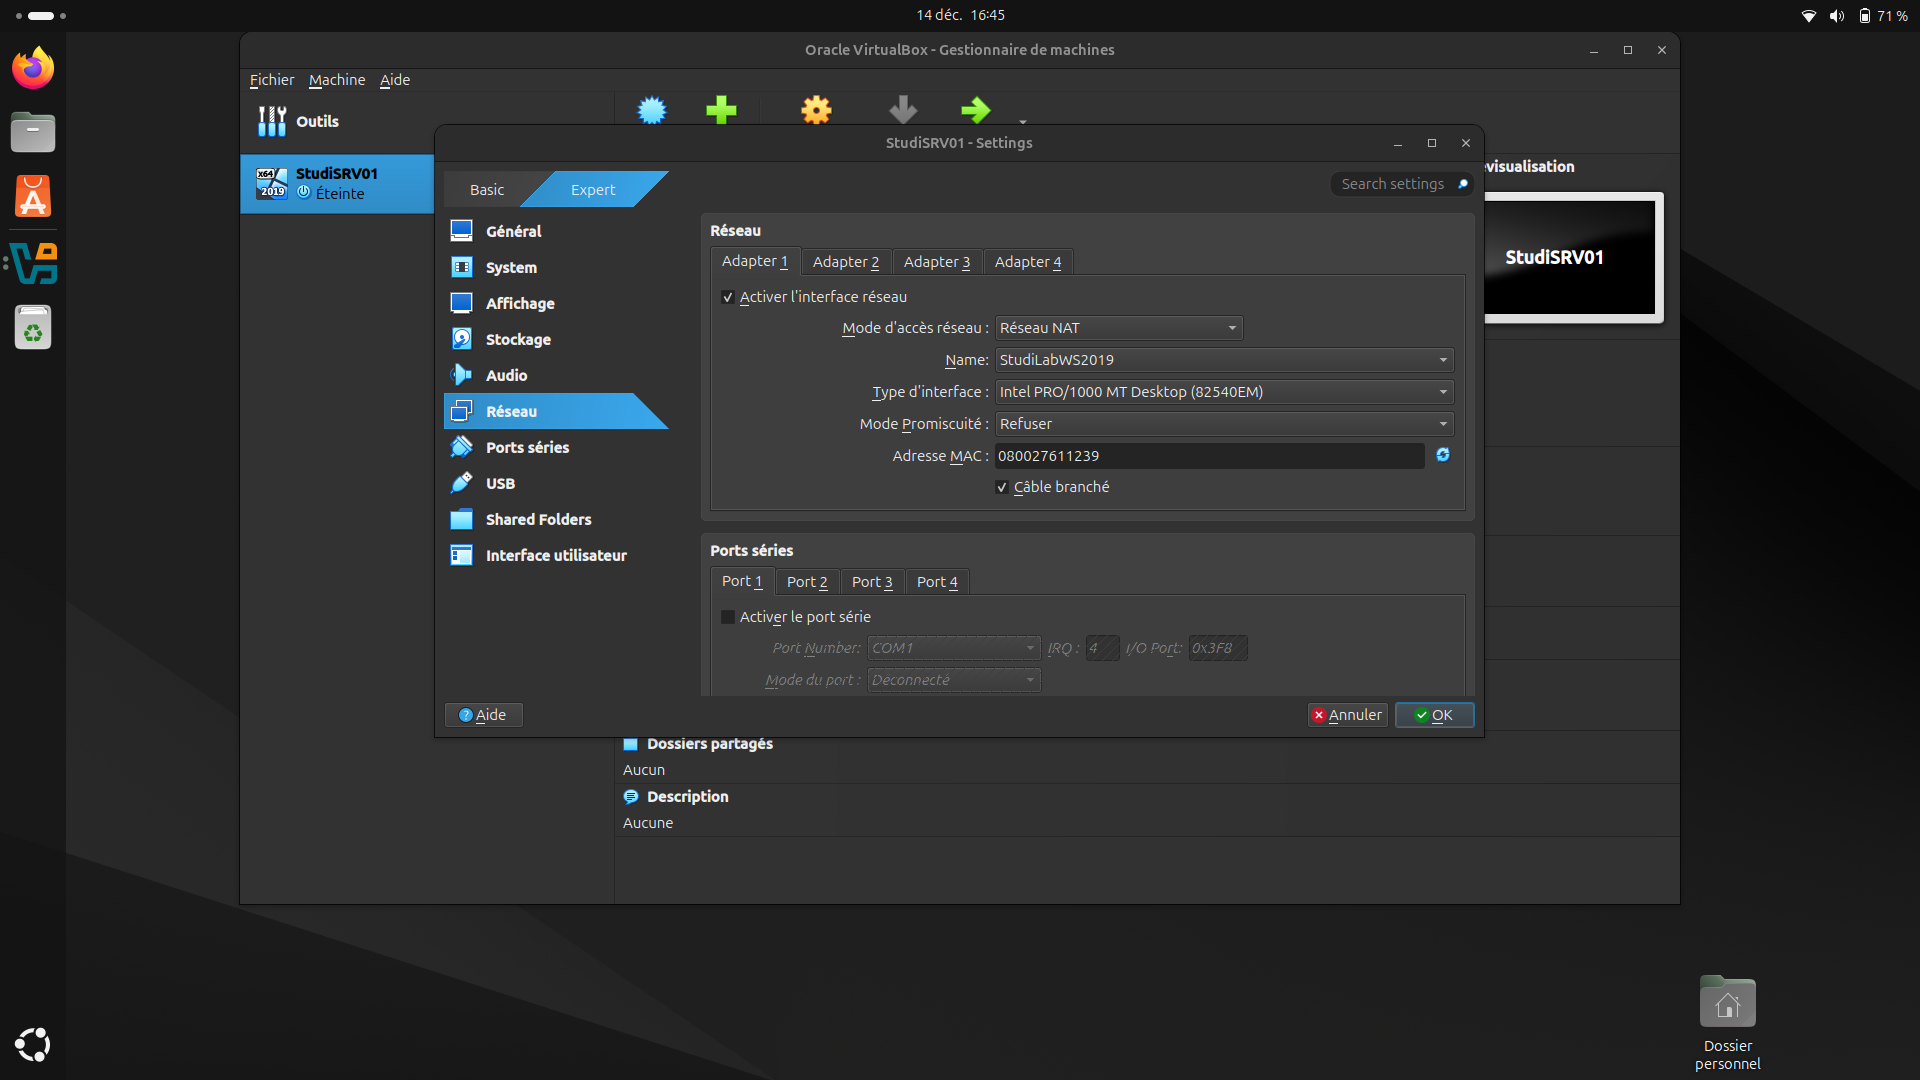 14 déc. 16:45
71 %
Oracle VirtualBox - Gestionnaire de machines
Fichier Machine Aide
Outils
StudiSRV01
Éteinte
x64
2019
StudiSRV01 - Settings
Basic
Expert
Search settings
Général
System
Affichage
Stockage
Audio
Réseau
Ports séries
USB
Shared Folders
Interface utilisateur
Réseau
Adapter 1 Adapter 2 Adapter 3 Adapter 4
Activer l'interface réseau
Mode d'accès réseau : Réseau NAT
Name: StudiLabWS2019
Type d'interface : Intel PRO/1000 MT Desktop (82540EM)
Mode Promiscuité : Refuser
Adresse MAC : 080027611239
Câble branché
Ports séries
Port 1 Port 2 Port 3 Port 4
Activer le port série
Port Number: COM1 IRQ : 4 I/O Port: 0x3F8
Mode du port : Déconnecté
Aide
Annuler
OK
évisualisation
StudiSRV01
Dossiers partagés
Aucun
Description
Aucune
Dossier
personnel